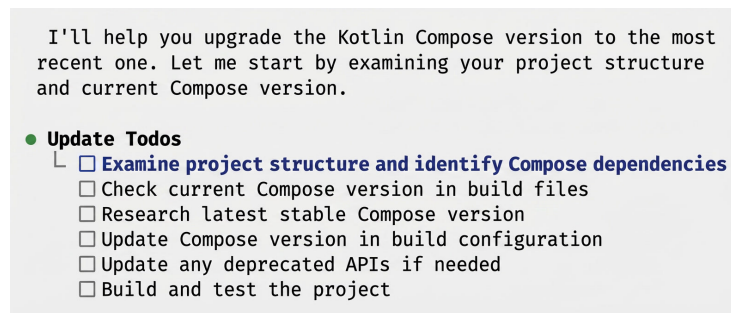 I'll help you upgrade the Kotlin Compose version to the most
recent one. Let me start by examining your project structure
and current Compose version.
Update Todos
Examine project structure and identify Compose dependencies
Check current Compose version in build files
Research latest stable Compose version
Update Compose version in build configuration
Update any deprecated APIs if needed
Build and test the project